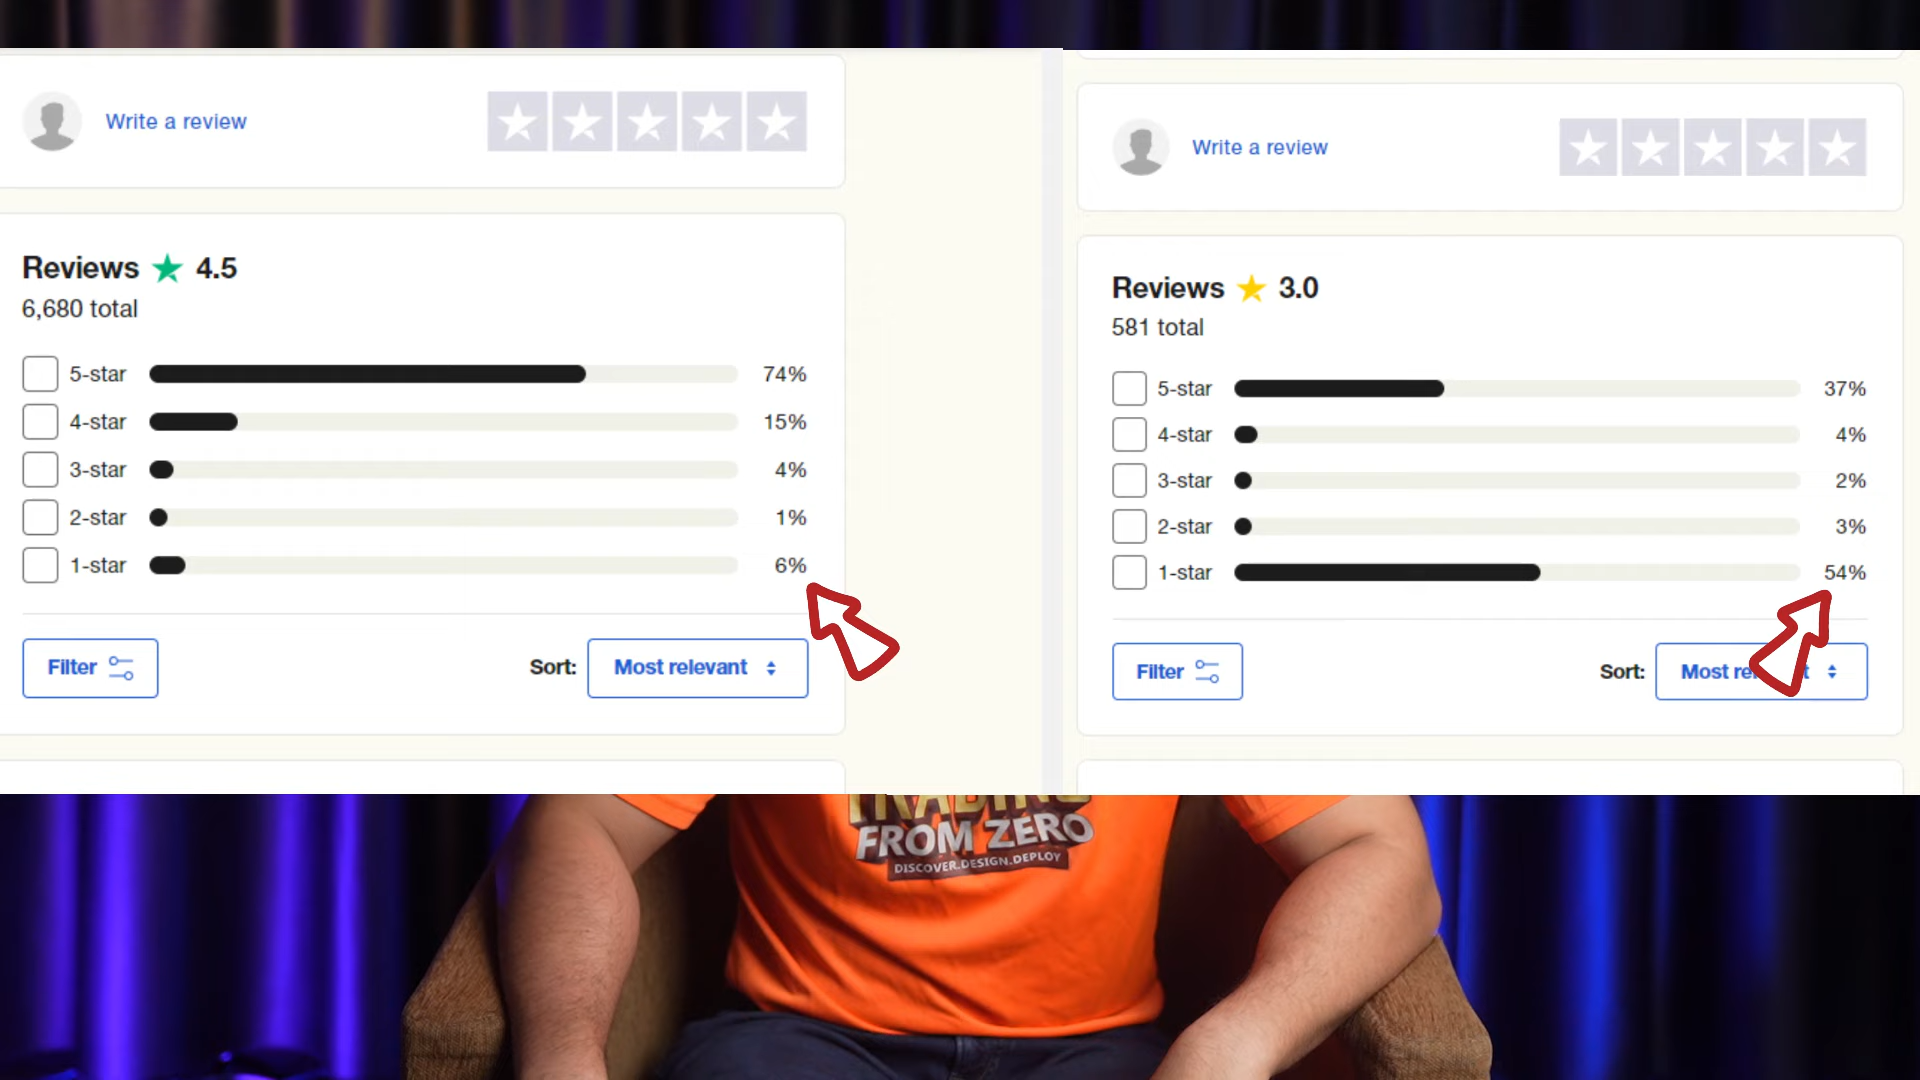 Write a review
Reviews 4.5
6,680 total
5-star 74%
4-star 15%
3-star 4%
2-star 1%
1-star 6%
Filter
Sort: Most relevant
Write a review
Reviews 3.0
581 total
5-star 37%
4-star 4%
3-star 2%
2-star 3%
1-star 54%
Filter
Sort: Most
TRADING
FROM ZERO
DISCOVER.DESIGN.DEPLOY